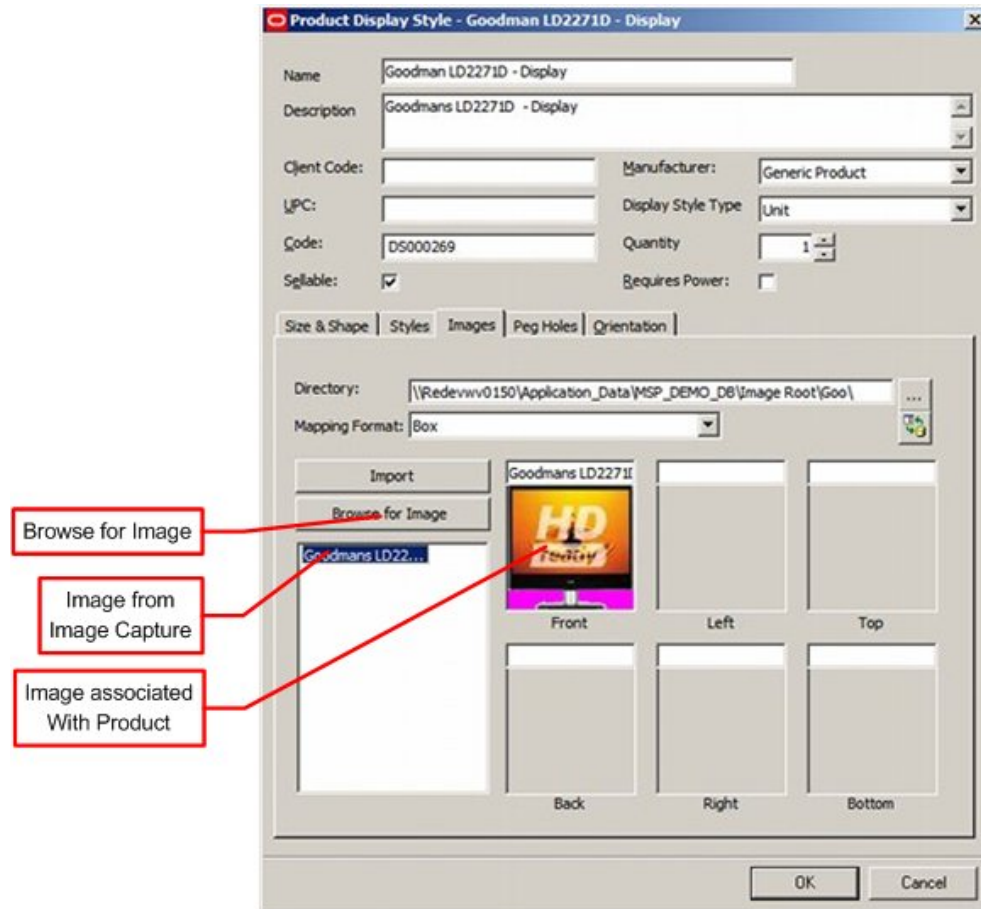 Product Display Style - Goodman LD2271D - Display
Name
Goodman LD2271D - Display
Description
Goodmans LD2271D - Display
Client Code:
Manufacturer:
Generic Product
UPC:
Display Style Type
Unit
Code:
DS000269
Quantity
1
Sellable:
Requires Power:
Size & Shape
Styles
Images
Peg Holes
Orientation
Directory:
\\Redevwv0150\Application_Data\MSP_DEMO_DB\Image Root\Goo\
...
Mapping Format:
Box
Import
Goodmans LD2271D
Browse for Image
Browse for Image
Goodmans LD22...
HD
ready
Image from
Image Capture
Front
Left
Top
Image associated
With Product
Back
Right
Bottom
OK
Cancel